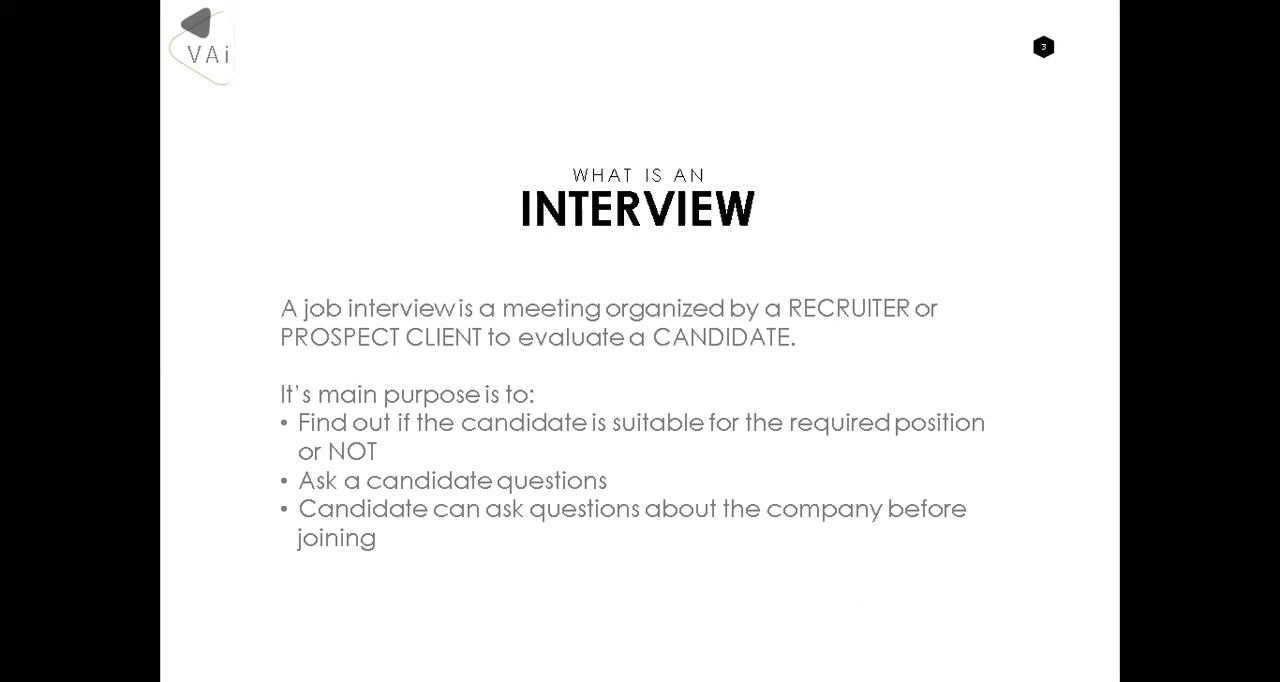 VAi
3
WHAT IS AN
INTERVIEW
A job interview is a meeting organized by a RECRUITER or
PROSPECT CLIENT to evaluate a CANDIDATE.
It's main purpose is to:
• Find out if the candidate is suitable for the required position
or NOT
• Ask a candidate questions
• Candidate can ask questions about the company before
joining